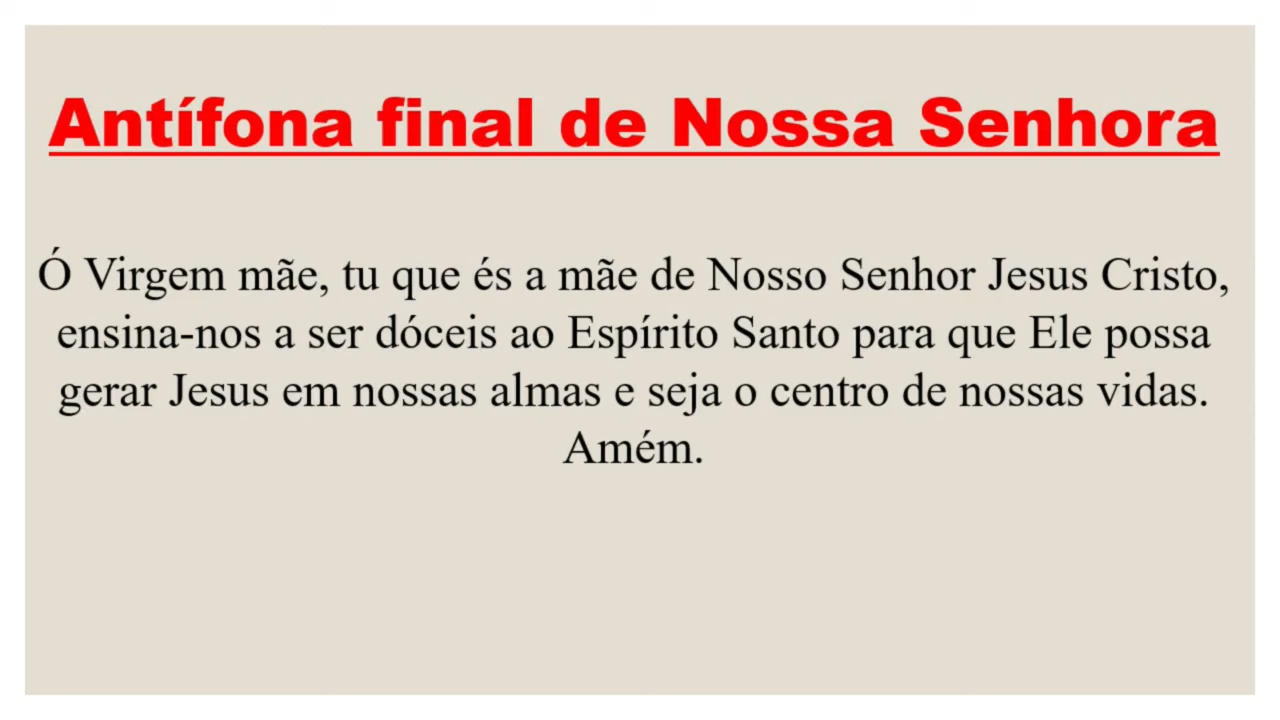 Antífona final de Nossa Senhora
Ó Virgem mãe, tu que és a mãe de Nosso Senhor Jesus Cristo,
ensina-nos a ser dóceis ao Espírito Santo para que Ele possa
gerar Jesus em nossas almas e seja o centro de nossas vidas.
Amém.